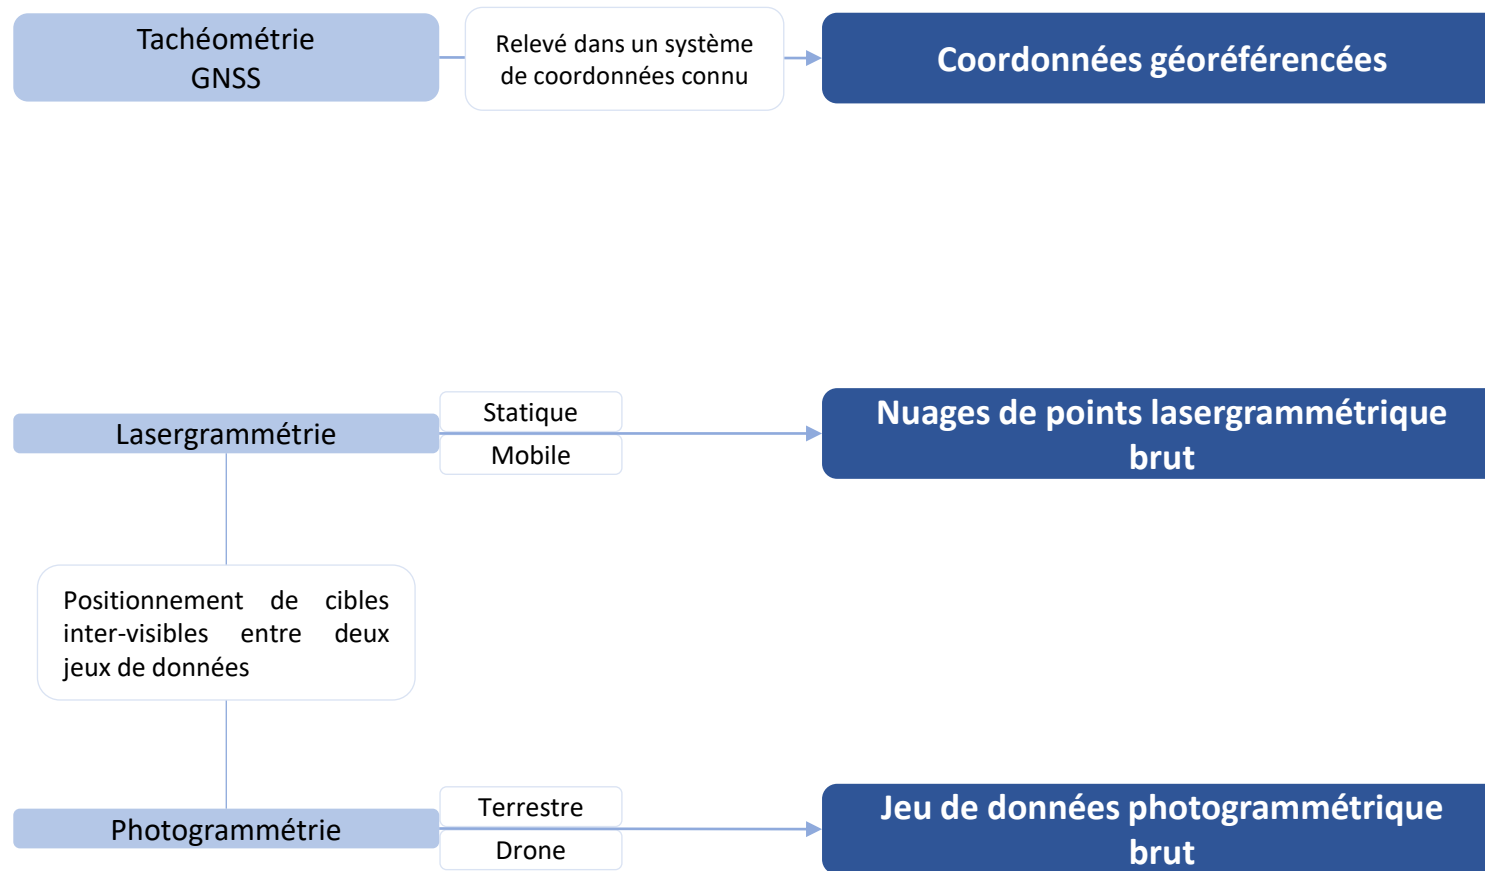 Tachéométrie
GNSS
Relevé dans un système
de coordonnées connu
Coordonnées géoréférencées
Lasergrammétrie
Statique
Mobile
Nuages de points lasergrammétrique
brut
Positionnement de cibles
inter-visibles entre deux
jeux de données
Photogrammétrie
Terrestre
Drone
Jeu de données photogrammétrique
brut